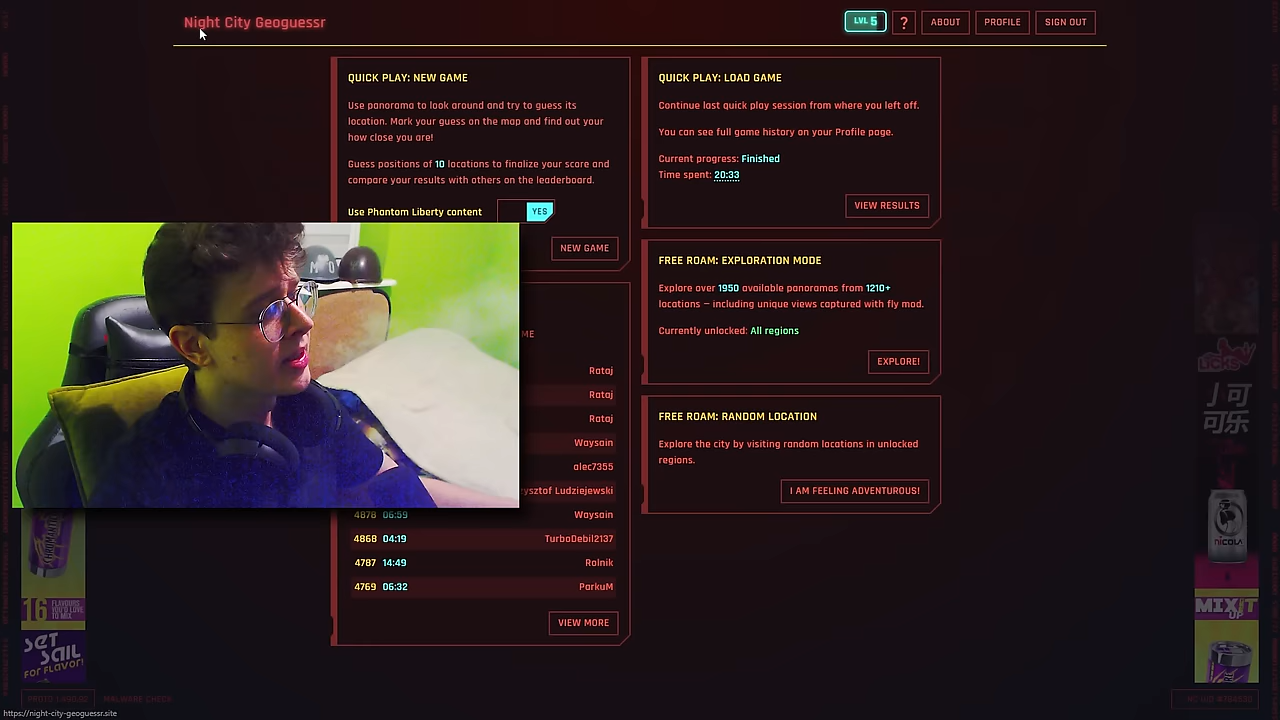 Night City Geoguessr
LVL 5
?
ABOUT
PROFILE
SIGN OUT
QUICK PLAY: NEW GAME
Use panorama to look around and try to guess its
location. Mark your guess on the map and find out your
how close you are!
Guess positions of 10 locations to finalize your score and
compare your results with others on the leaderboard.
Use Phantom Liberty content
YES
NEW GAME
ME
Rataj
Rataj
Rataj
Waysain
alec7355
zysztof Ludziejewski
4878 06:59 Waysain
4868 04:19 TurboDebil2137
4787 14:49 Rolnik
4769 06:32 ParkuM
VIEW MORE
QUICK PLAY: LOAD GAME
Continue last quick play session from where you left off.
You can see full game history on your Profile page.
Current progress: Finished
Time spent: 20:33
VIEW RESULTS
FREE ROAM: EXPLORATION MODE
Explore over 1950 available panoramas from 1210+
locations — including unique views captured with fly mod.
Currently unlocked: All regions
EXPLORE!
FREE ROAM: RANDOM LOCATION
Explore the city by visiting random locations in unlocked
regions.
I AM FEELING ADVENTUROUS!
16 FLAVOURS
YOU'D LOVE
TO MIX
SET
SAIL
FOR FLAVOR!
可
可
乐
NiCOLA
MIXIT
UP
MALWARE CHECK
https://night-city-geoguessr.site